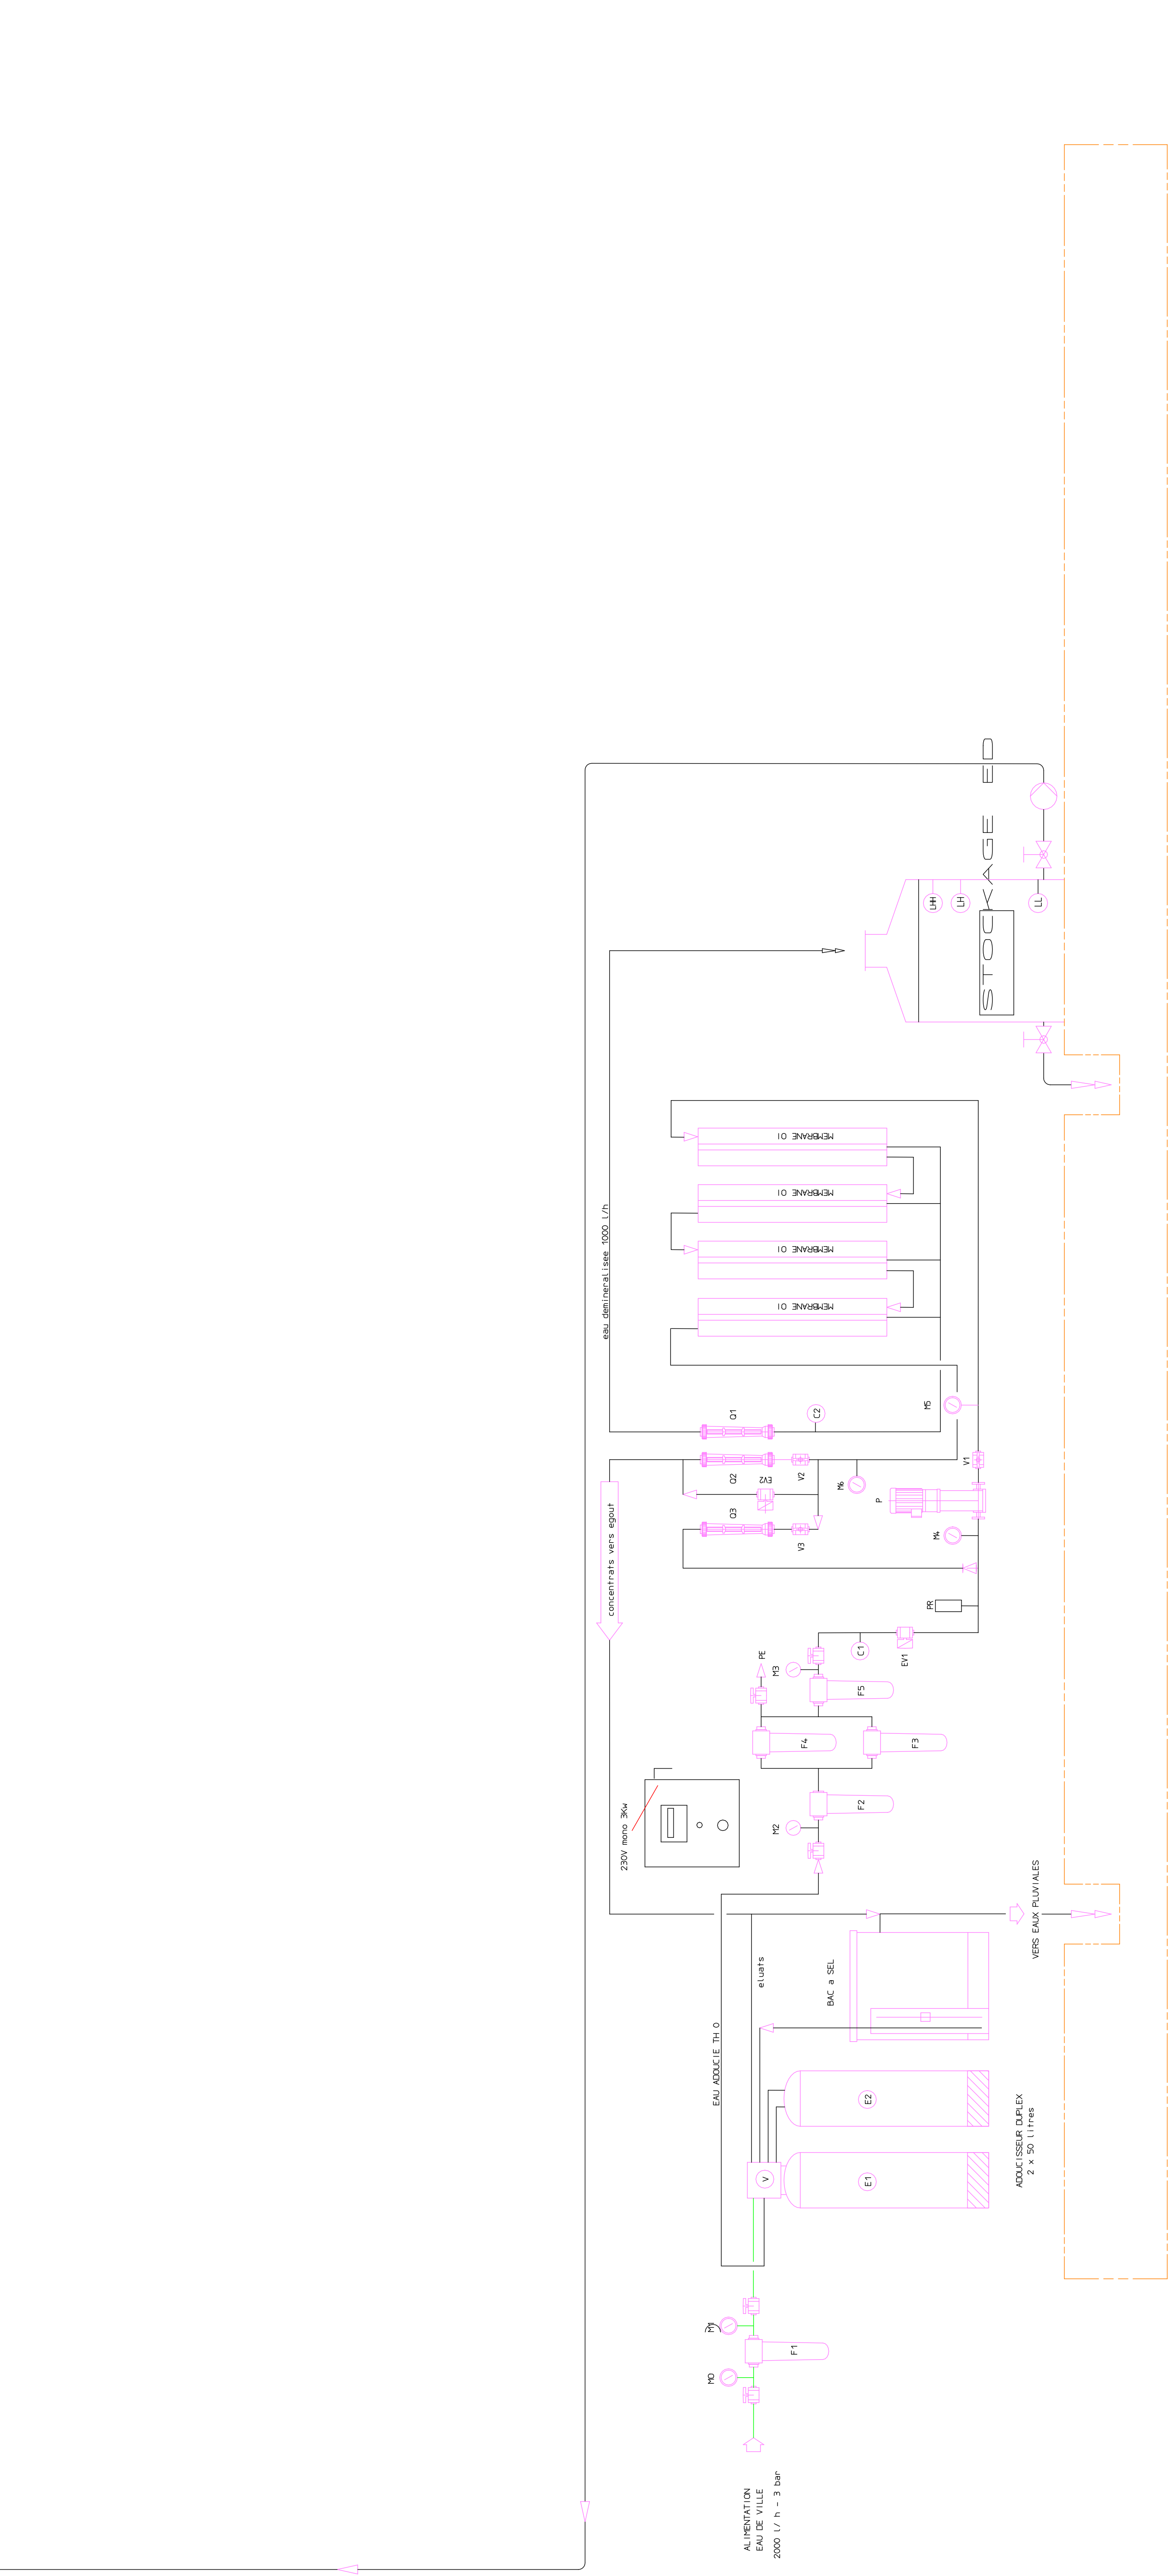 ALIMENTATION
EAU DE VILLE
2000 l/ h - 3 bar
M0
F1
M1
V
E1
E2
ADOUCISSEUR DUPLEX
2 x 50 litres
EAU ADOUCIE TH 0
eluats
BAC a SEL
VERS EAUX PLUVIALES
230V mono 3Kw
M2
F2
F4
F3
PE
M3
F5
C1
EV1
PR
concentrats vers egout
Q3
V3
EV2
Q2
V2
Q1
C2
M6
M4
P
V1
M5
eau demineralisee 1000 l/h
MEMBRANE OI
MEMBRANE OI
MEMBRANE OI
MEMBRANE OI
STOCKAGE ED
LHH
LH
LL